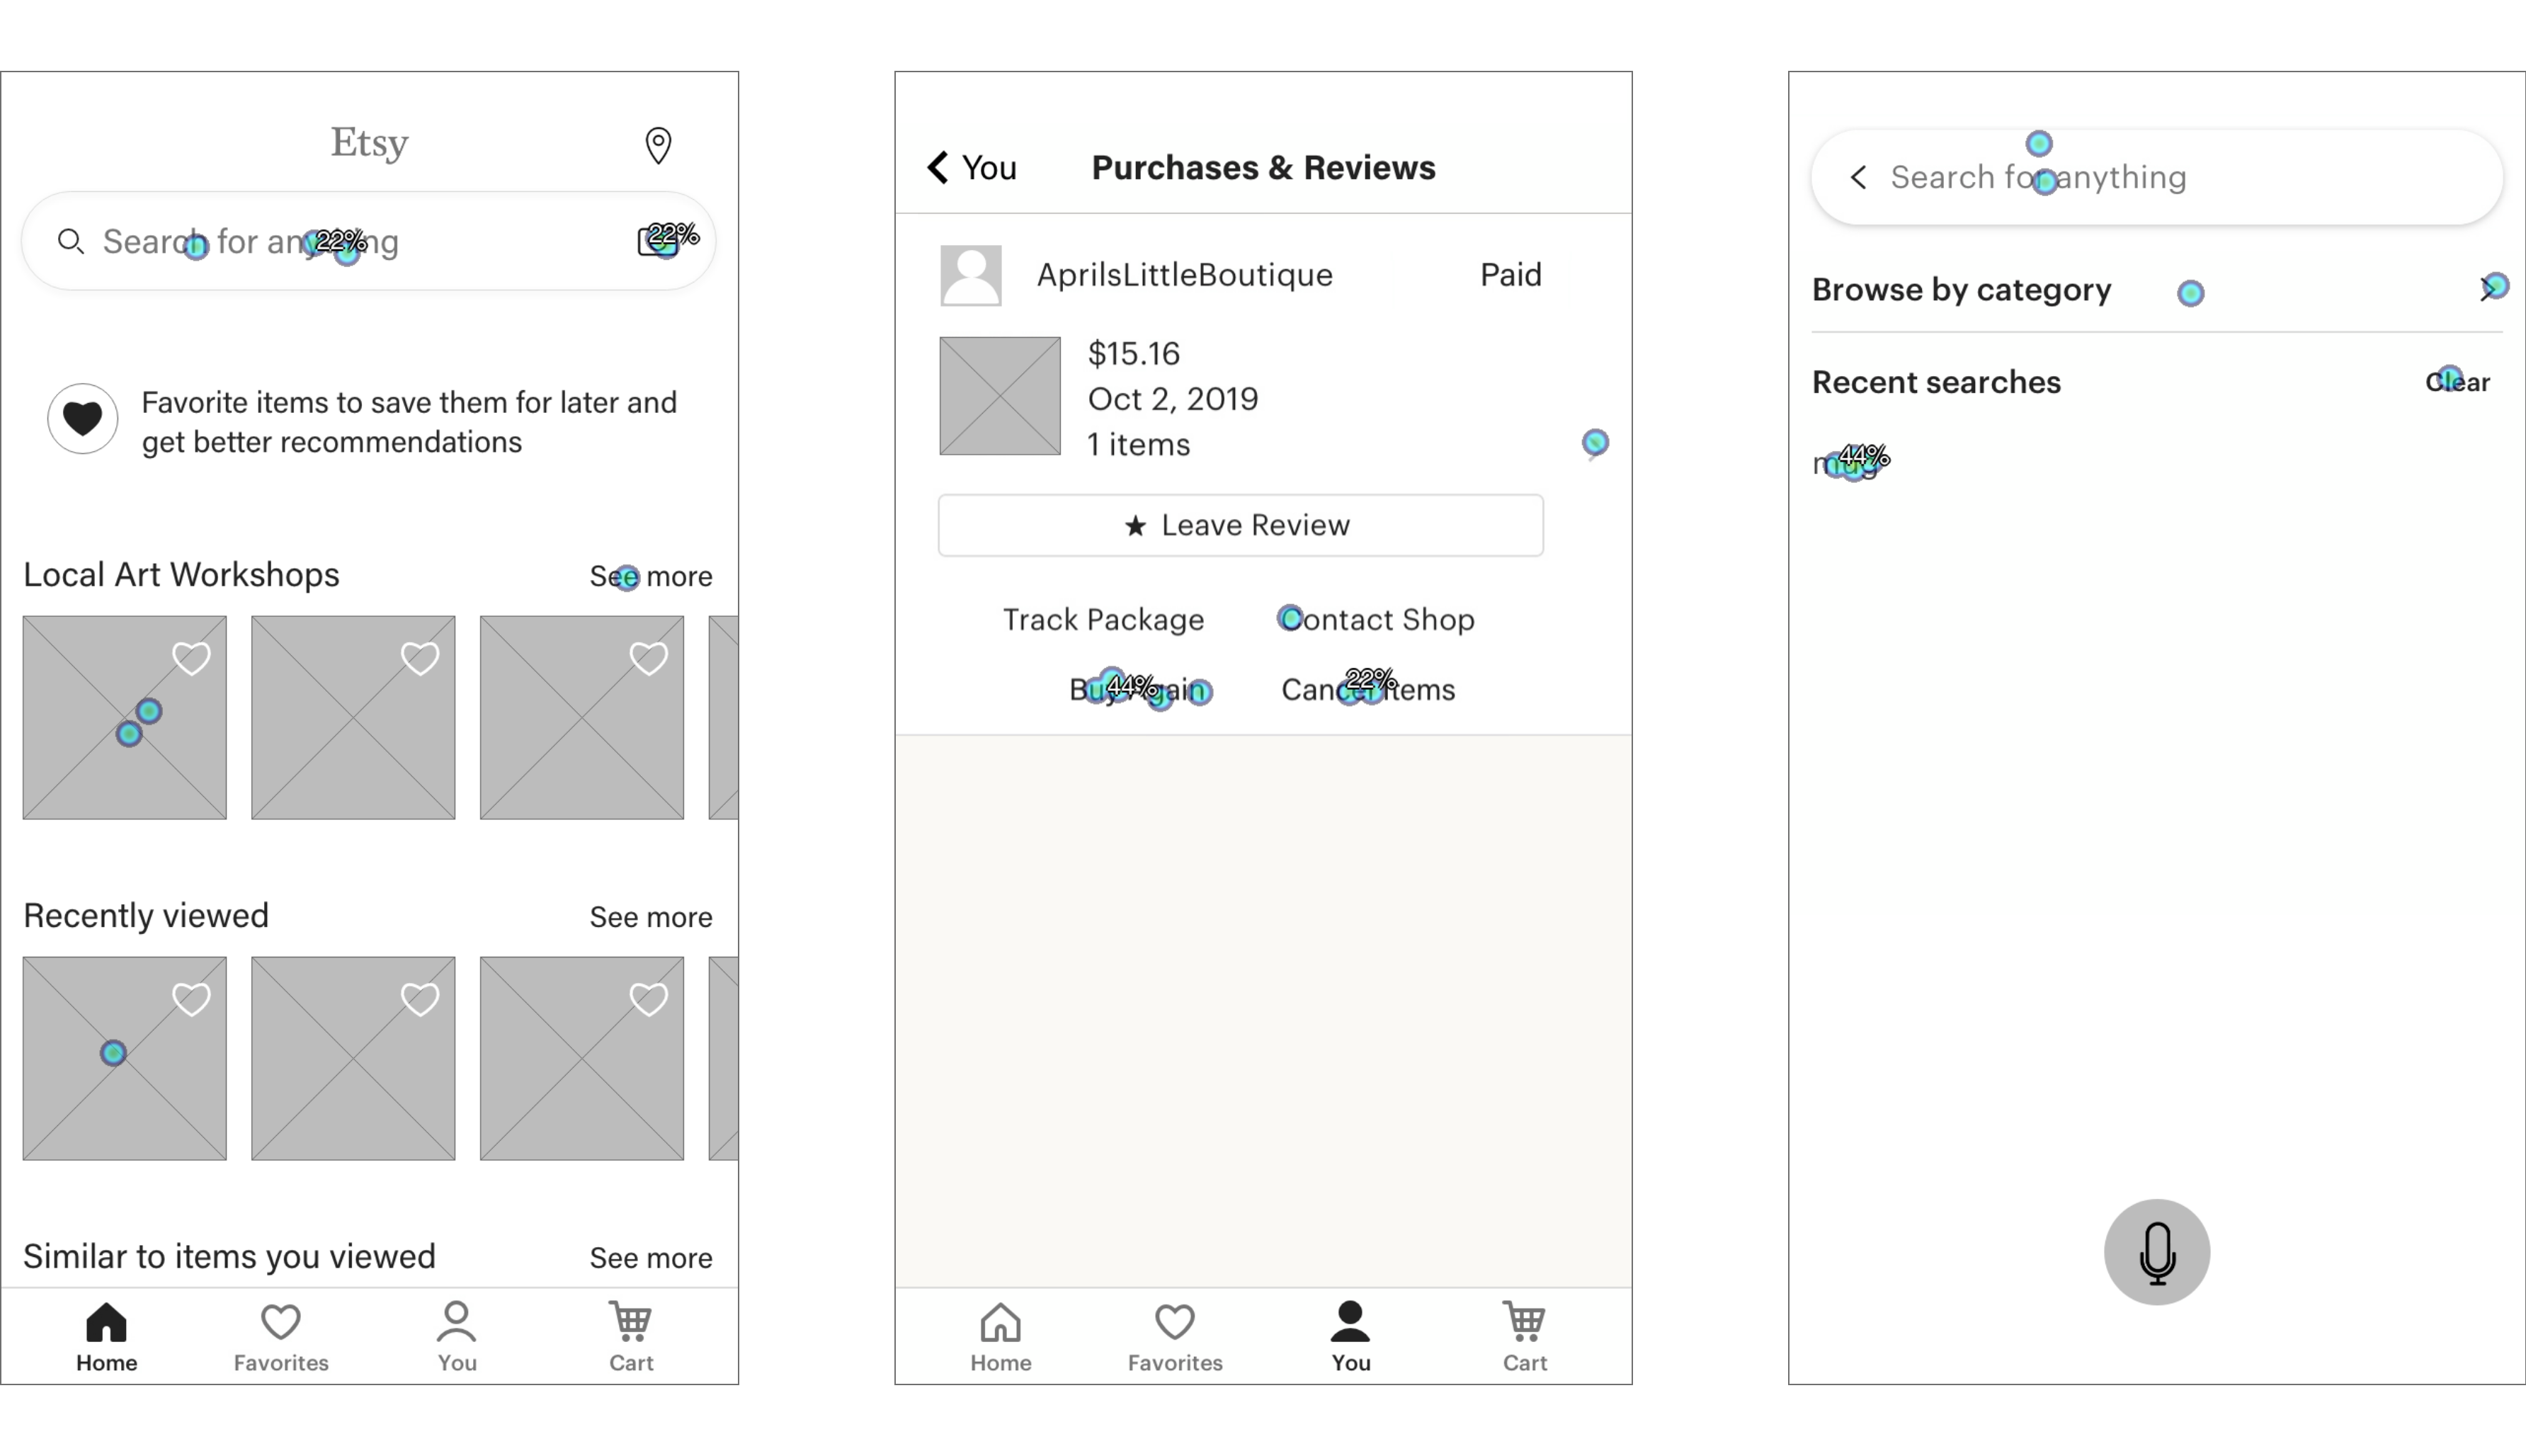 Etsy
Search for anything
22%
22%
Favorite items to save them for later and
get better recommendations
Local Art Workshops
See more
Recently viewed
See more
Similar to items you viewed
See more
Home
Favorites
You
Cart
You
Purchases & Reviews
AprilsLittleBoutique
Paid
$15.16
Oct 2, 2019
1 items
★ Leave Review
Track Package
Contact Shop
Buy Again
44%
Cancel Items
22%
Home
Favorites
You
Cart
Search for anything
Browse by category
Recent searches
Clear
mug
44%